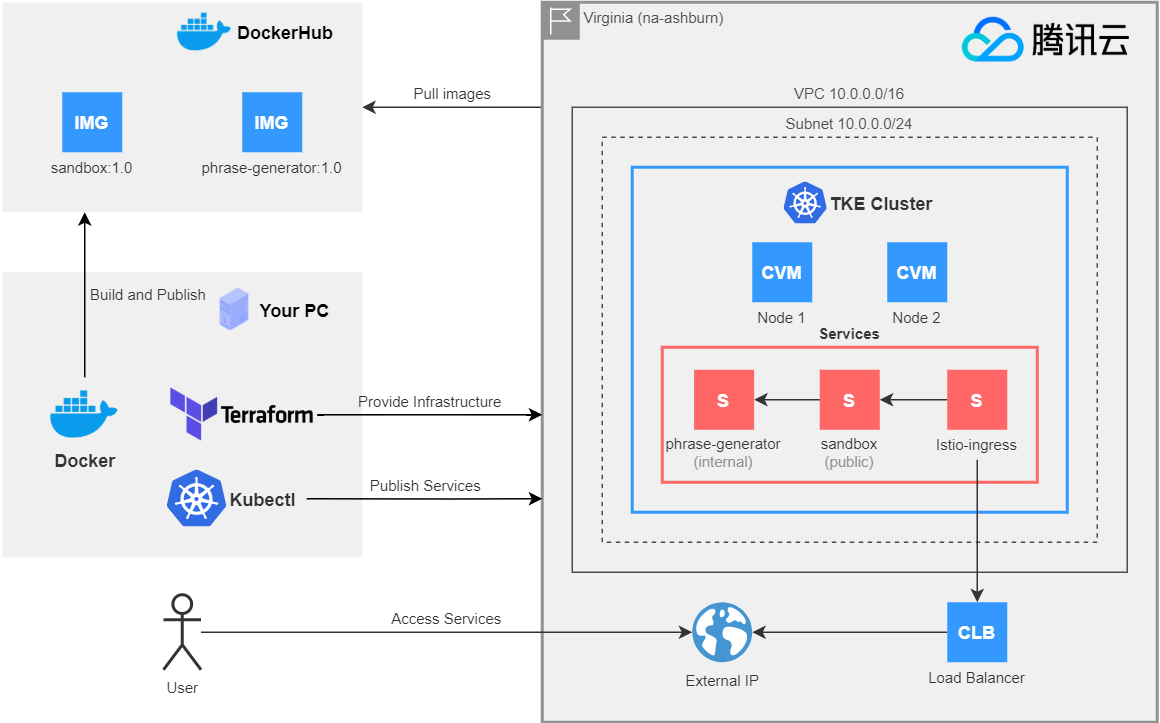 DockerHub
IMG
IMG
sandbox:1.0
phrase-generator:1.0
Pull images
Build and Publish
Your PC
Docker
Terraform
Kubectl
Provide Infrastructure
Publish Services
Virginia (na-ashburn)
腾讯云
VPC 10.0.0.0/16
Subnet 10.0.0.0/24
TKE Cluster
CVM
CVM
Node 1
Node 2
Services
S
S
S
phrase-generator
(internal)
sandbox
(public)
Istio-ingress
User
Access Services
External IP
CLB
Load Balancer